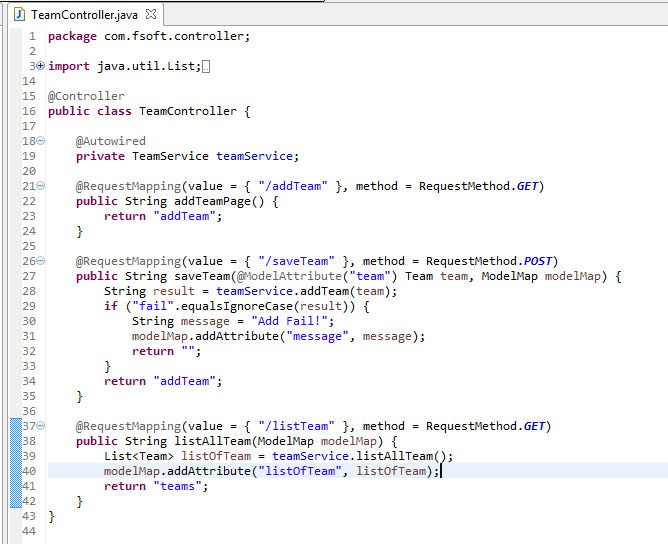 TeamController.java
1 package com.fsoft.controller;
2
3 import java.util.List;
14
15 @Controller
16 public class TeamController {
17
18     @Autowired
19     private TeamService teamService;
20
21     @RequestMapping(value = { "/addTeam" }, method = RequestMethod.GET)
22     public String addTeamPage() {
23         return "addTeam";
24     }
25
26     @RequestMapping(value = { "/saveTeam" }, method = RequestMethod.POST)
27     public String saveTeam(@ModelAttribute("team") Team team, ModelMap modelMap) {
28         String result = teamService.addTeam(team);
29         if ("fail".equalsIgnoreCase(result)) {
30             String message = "Add Fail!";
31             modelMap.addAttribute("message", message);
32             return "";
33         }
34         return "addTeam";
35     }
36
37     @RequestMapping(value = { "/listTeam" }, method = RequestMethod.GET)
38     public String listAllTeam(ModelMap modelMap) {
39         List<Team> listOfTeam = teamService.listAllTeam();
40         modelMap.addAttribute("listOfTeam", listOfTeam);
41         return "teams";
42     }
43 }
44